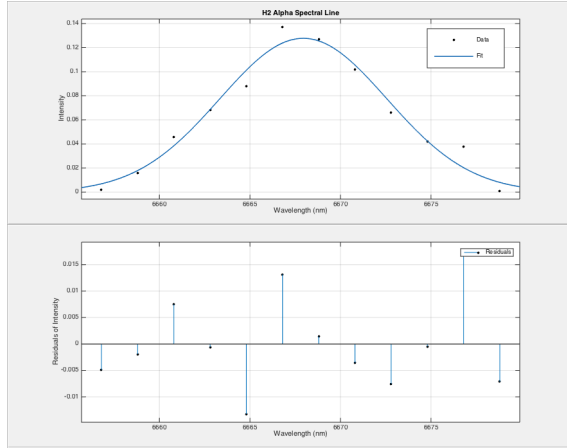 H2 Alpha Spectral Line
0.14
0.12
0.1
0.08
0.06
0.04
0.02
0
Intensity
Data
Fit
6660
6665
6670
6675
Wavelength (nm)
0.015
0.01
0.005
0
-0.005
-0.01
Residuals of Intensity
Residuals
6660
6665
6670
6675
Wavelength (nm)